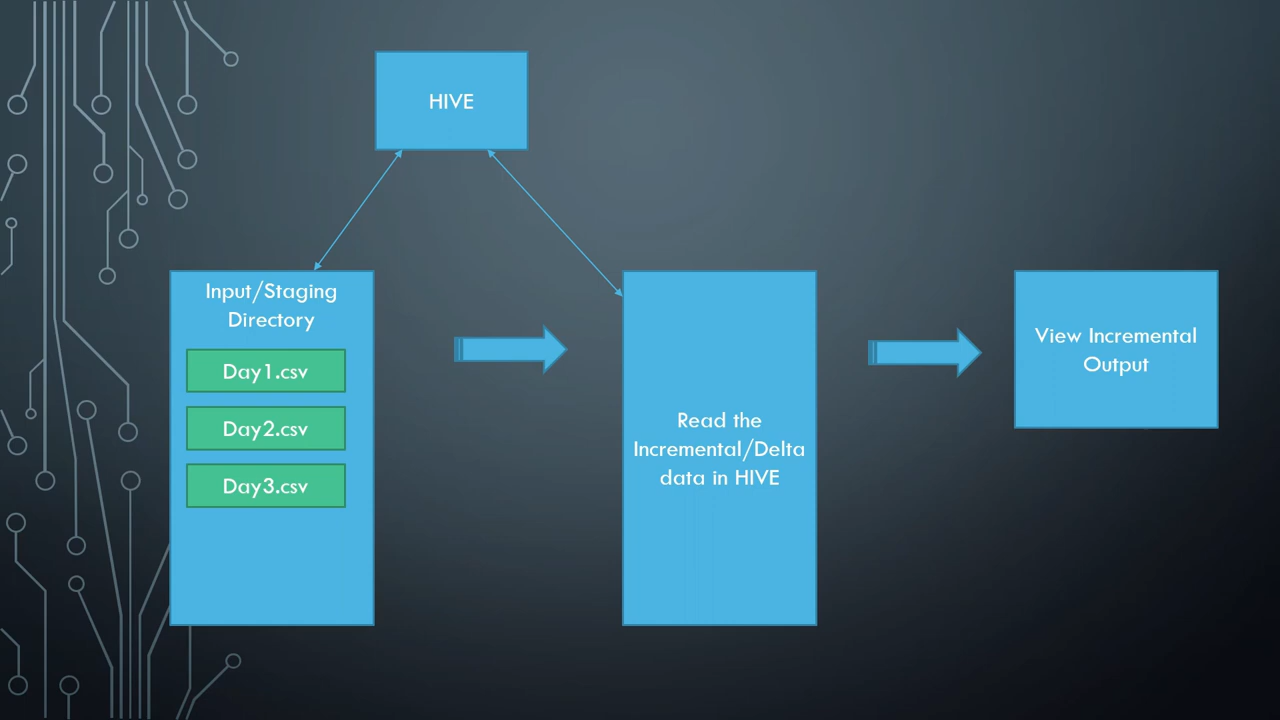 HIVE
Input/Staging
Directory
Day1.csv
Day2.csv
Day3.csv
Read the
Incremental/Delta
data in HIVE
View Incremental
Output